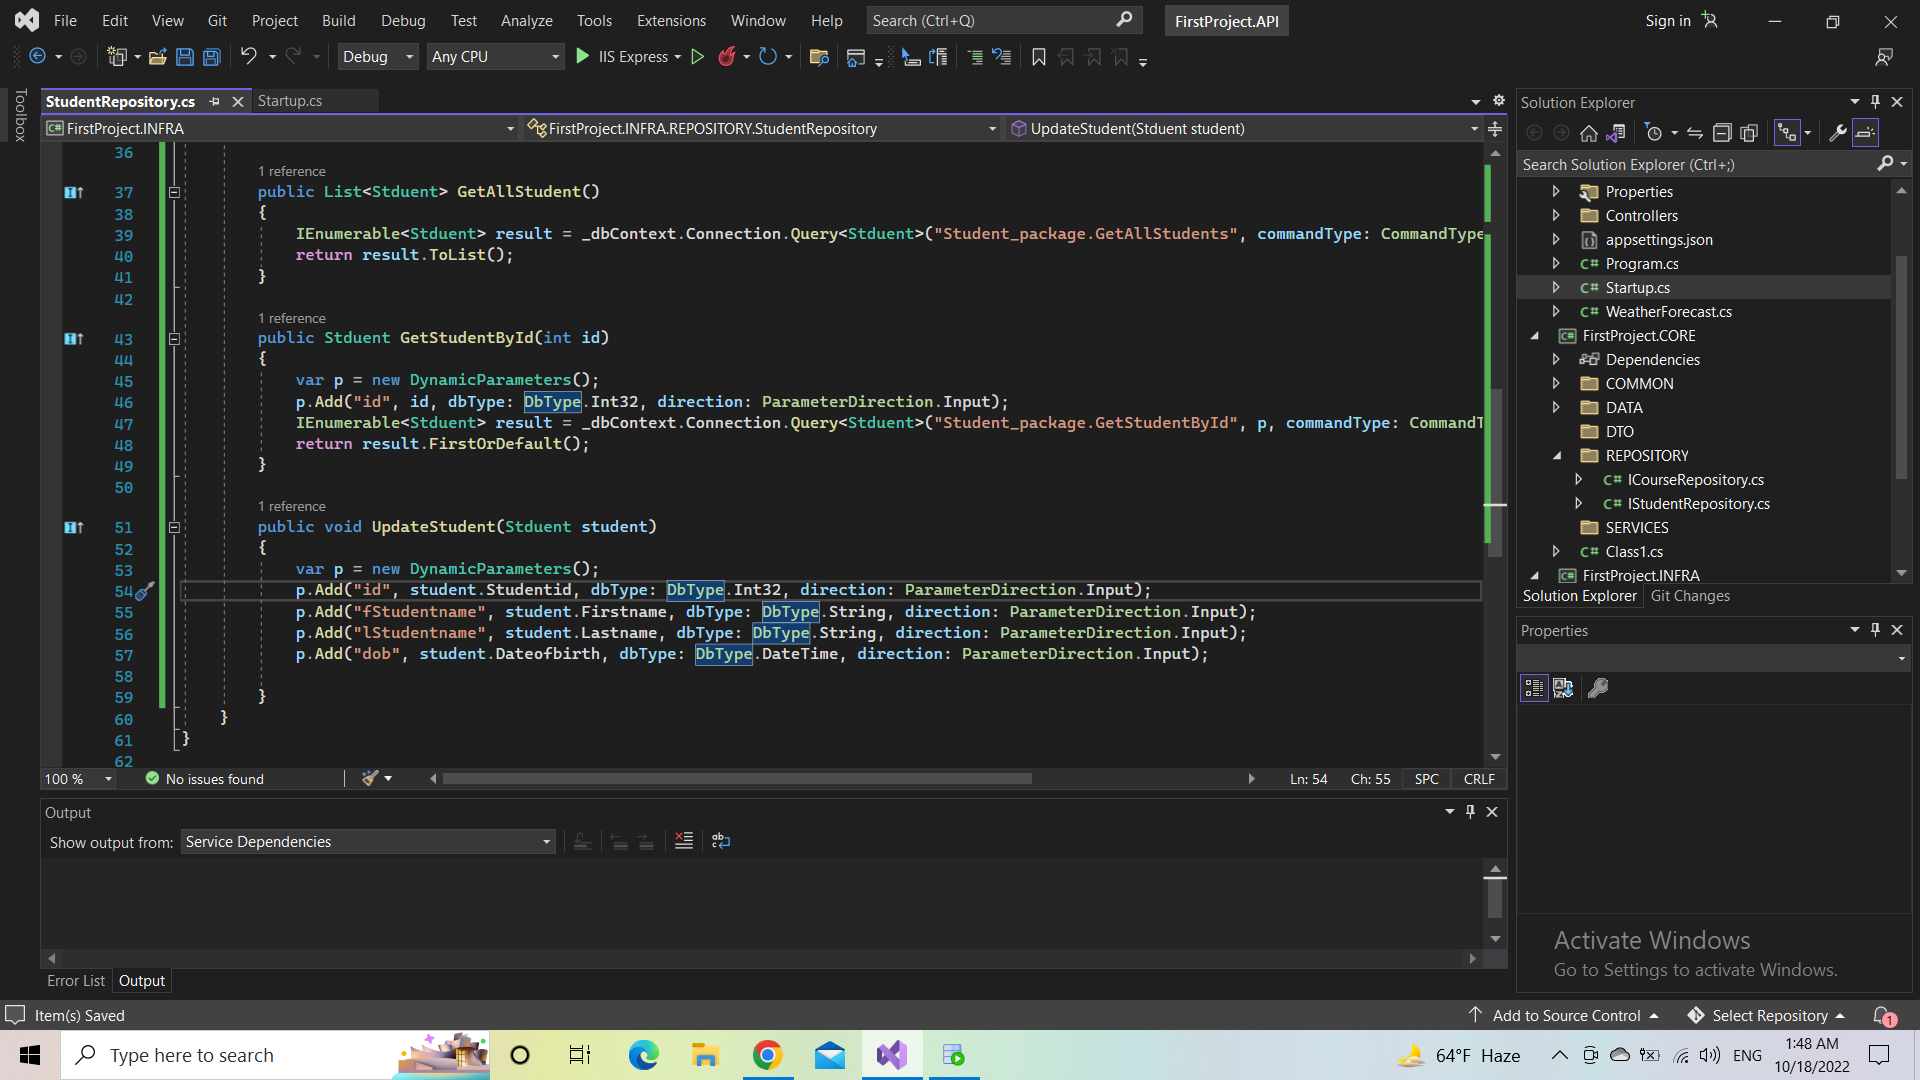 File Edit View Git Project Build Debug Test Analyze Tools Extensions Window Help Search (Ctrl+Q) FirstProject.API Sign in
Debug Any CPU IIS Express
Toolbox
StudentRepository.cs Startup.cs
FirstProject.INFRA FirstProject.INFRA.REPOSITORY.StudentRepository UpdateStudent(Stduent student)
36
1 reference
37 public List<Stduent> GetAllStudent()
38 {
39 IEnumerable<Stduent> result = _dbContext.Connection.Query<Stduent>("Student_package.GetAllStudents", commandType: CommandType
40 return result.ToList();
41 }
42
1 reference
43 public Stduent GetStudentById(int id)
44 {
45 var p = new DynamicParameters();
46 p.Add("id", id, dbType: DbType.Int32, direction: ParameterDirection.Input);
47 IEnumerable<Stduent> result = _dbContext.Connection.Query<Stduent>("Student_package.GetStudentById", p, commandType: CommandT
48 return result.FirstOrDefault();
49 }
50
1 reference
51 public void UpdateStudent(Stduent student)
52 {
53 var p = new DynamicParameters();
54 p.Add("id", student.Studentid, dbType: DbType.Int32, direction: ParameterDirection.Input);
55 p.Add("fStudentname", student.Firstname, dbType: DbType.String, direction: ParameterDirection.Input);
56 p.Add("lStudentname", student.Lastname, dbType: DbType.String, direction: ParameterDirection.Input);
57 p.Add("dob", student.Dateofbirth, dbType: DbType.DateTime, direction: ParameterDirection.Input);
58
59 }
60 }
61 }
62
100 % No issues found Ln: 54 Ch: 55 SPC CRLF
Output
Show output from: Service Dependencies
Error List Output
Solution Explorer
Search Solution Explorer (Ctrl+;)
Properties
Controllers
appsettings.json
C# Program.cs
C# Startup.cs
C# WeatherForecast.cs
C# FirstProject.CORE
Dependencies
COMMON
DATA
DTO
REPOSITORY
C# ICourseRepository.cs
C# IStudentRepository.cs
SERVICES
C# Class1.cs
C# FirstProject.INFRA
Solution Explorer Git Changes
Properties
Activate Windows
Go to Settings to activate Windows.
Item(s) Saved Add to Source Control Select Repository 1
Type here to search 64°F Haze ENG 1:48 AM
10/18/2022